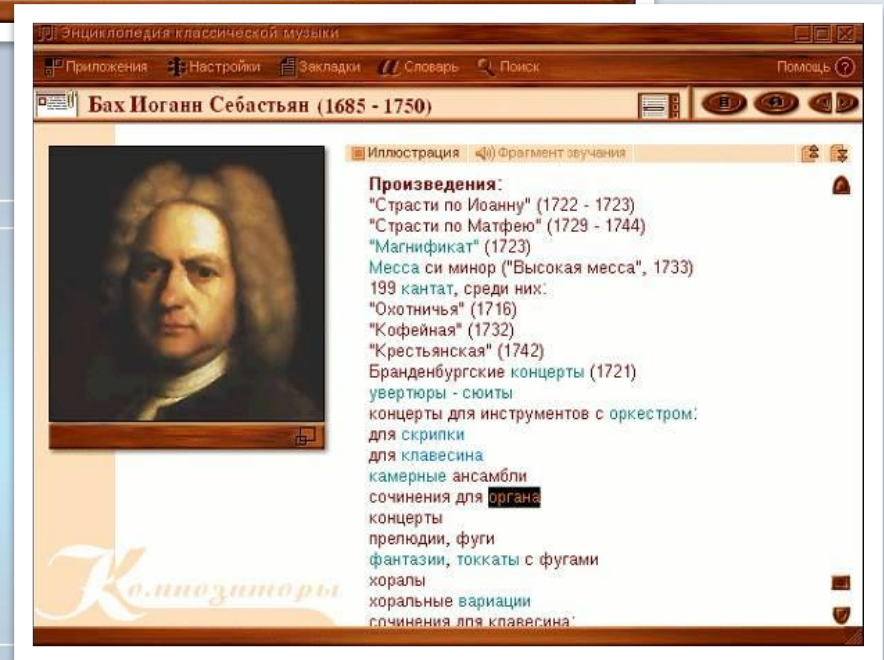 Энциклопедия классической музыки
Приложения Настройки Закладки Словарь Поиск Помощь ?
Бах Иоганн Себастьян (1685 - 1750)
Иллюстрация Фрагмент звучания
Произведения:
"Страсти по Иоанну" (1722 - 1723)
"Страсти по Матфею" (1729 - 1744)
"Магнификат" (1723)
Месса си минор ("Высокая месса", 1733)
199 кантат, среди них:
"Охотничья" (1716)
"Кофейная" (1732)
"Крестьянская" (1742)
Бранденбургские концерты (1721)
увертюры - сюиты
концерты для инструментов с оркестром:
для скрипки
для клавесина
камерные ансамбли
сочинения для органа
концерты
прелюдии, фуги
фантазии, токкаты с фугами
хоралы
хоральные вариации
сочинения для клавесина:
Композиторы